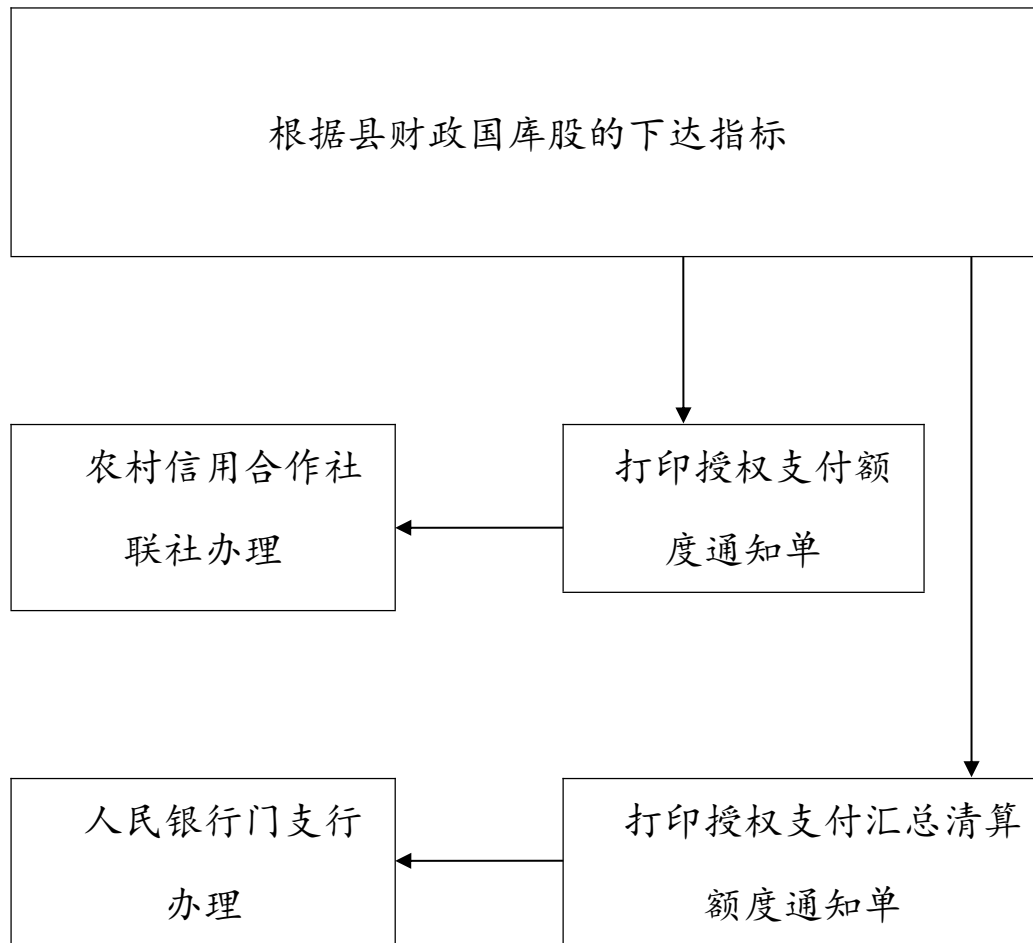 根据县财政国库股的下达指标
农村信用合作社
联社办理
打印授权支付额
度通知单
人民银行门支行
办理
打印授权支付汇总清算
额度通知单